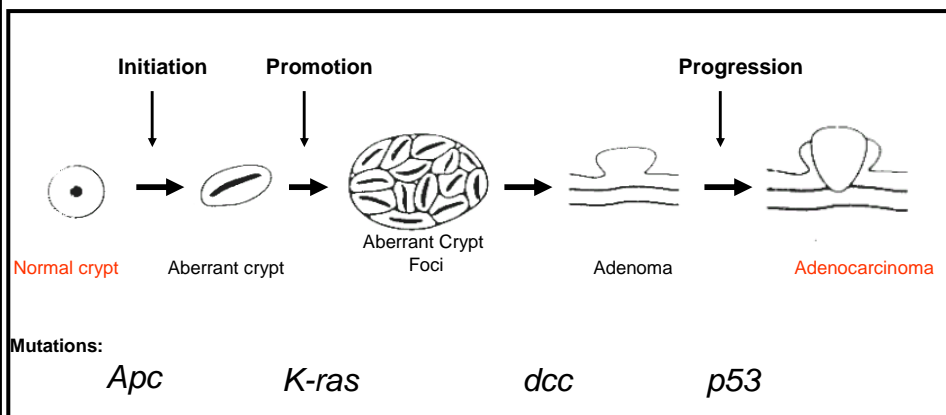 Initiation Promotion Progression
Normal crypt Aberrant crypt Aberrant Crypt
Foci Adenoma Adenocarcinoma
Mutations:
Apc K-ras dcc p53